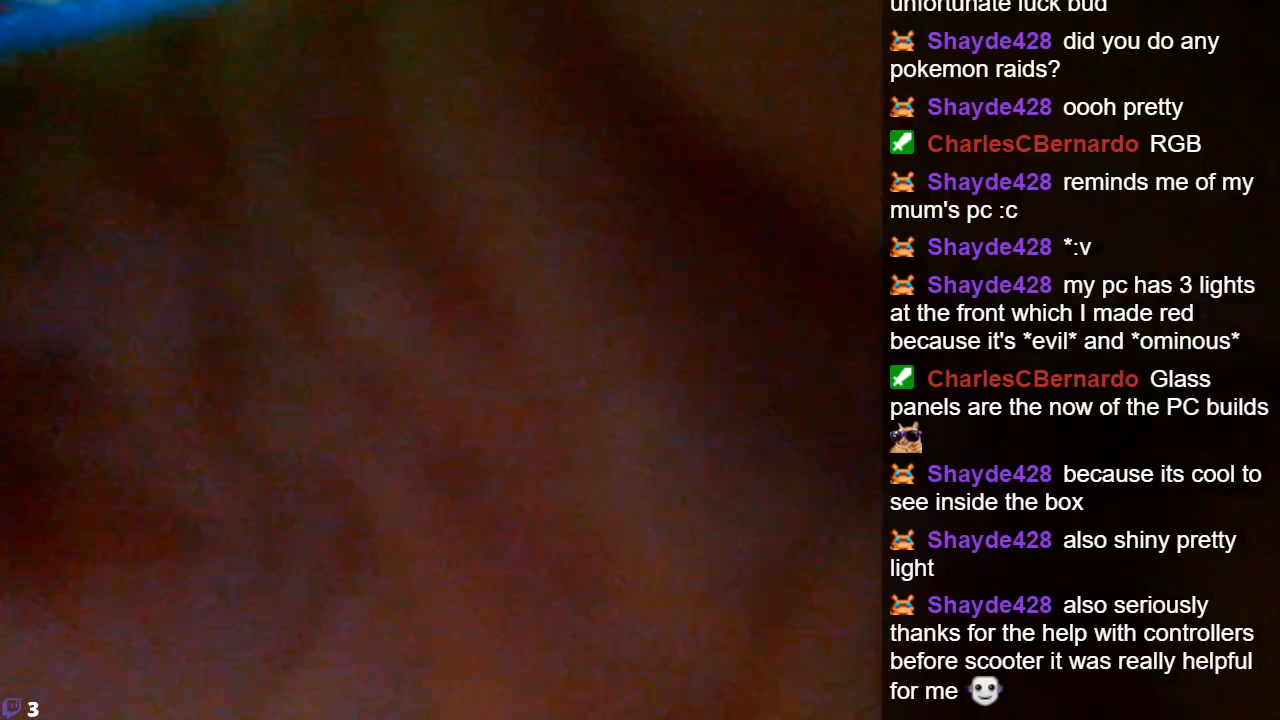 unfortunate luck bud
Shayde428 did you do any
pokemon raids?
Shayde428 oooh pretty
CharlesCBernardo RGB
Shayde428 reminds me of my
mum's pc :c
Shayde428 *:v
Shayde428 my pc has 3 lights
at the front which I made red
because it's *evil* and *ominous*
CharlesCBernardo Glass
panels are the now of the PC builds
Shayde428 because its cool to
see inside the box
Shayde428 also shiny pretty
light
Shayde428 also seriously
thanks for the help with controllers
before scooter it was really helpful
for me
3